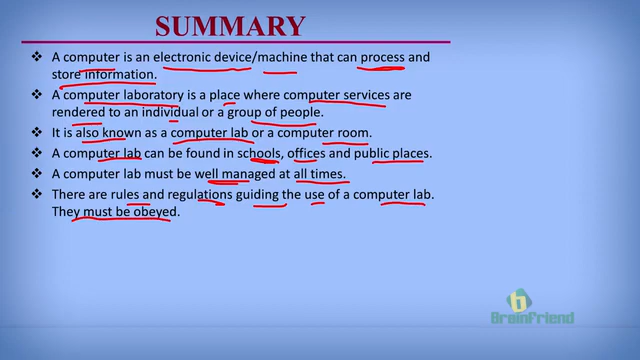 SUMMARY
❖ A computer is an electronic device/machine that can process and
store information.
❖ A computer laboratory is a place where computer services are
rendered to an individual or a group of people.
❖ It is also known as a computer lab or a computer room.
❖ A computer lab can be found in schools, offices and public places.
❖ A computer lab must be well managed at all times.
❖ There are rules and regulations guiding the use of a computer lab.
They must be obeyed.
b
BrainFriend